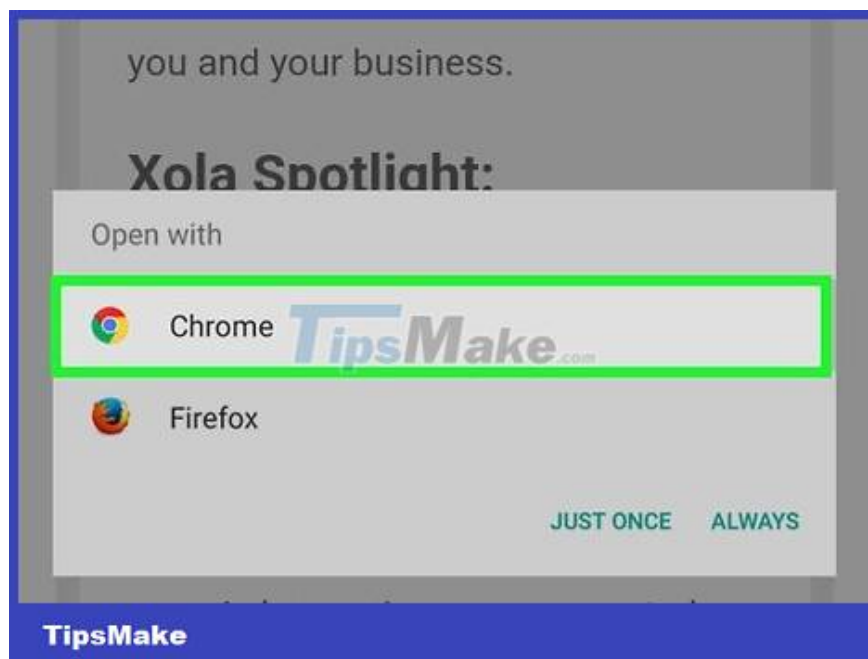 you and your business.
Xola Spotlight:
Open with
Chrome
TipsMake.com
Firefox
JUST ONCE ALWAYS
TipsMake